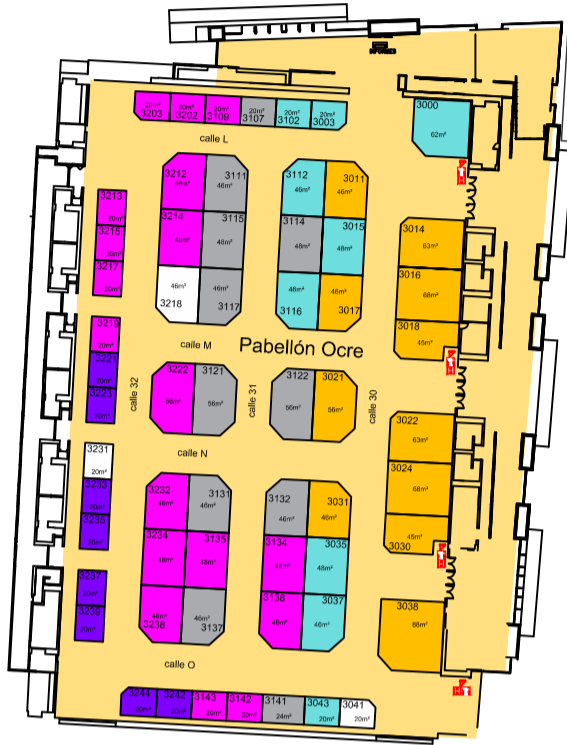 INFORMES
3203 20m²
3202 20m²
3109 20m²
3107 20m²
3102 20m²
3003 20m²
3000 62m²
calle L
3212 46m²
3111 46m²
3112 46m²
3011 46m²
3213 20m²
3215 20m²
3217 20m²
3214 48m²
3115 48m²
3114 48m²
3015 48m²
3014 63m²
3016 68m²
3018 45m²
3218 46m²
3117 46m²
3116 46m²
3017 46m²
3219 20m²
3221 20m²
3223 20m²
calle M
Pabellón Ocre
3222 56m²
3121 56m²
3122 56m²
3021 56m²
calle 32
calle 31
calle 30
3022 63m²
3024 68m²
3030 45m²
calle N
3231 20m²
3233 20m²
3235 20m²
3232 46m²
3131 46m²
3132 46m²
3031 46m²
3234 48m²
3135 48m²
3134 48m²
3035 48m²
3237 20m²
3239 20m²
3238 46m²
3137 46m²
3138 46m²
3037 46m²
3038 88m²
calle O
3244 30m²
3242 20m²
3143 20m²
3142 20m²
3141 24m²
3043 20m²
3041 20m²